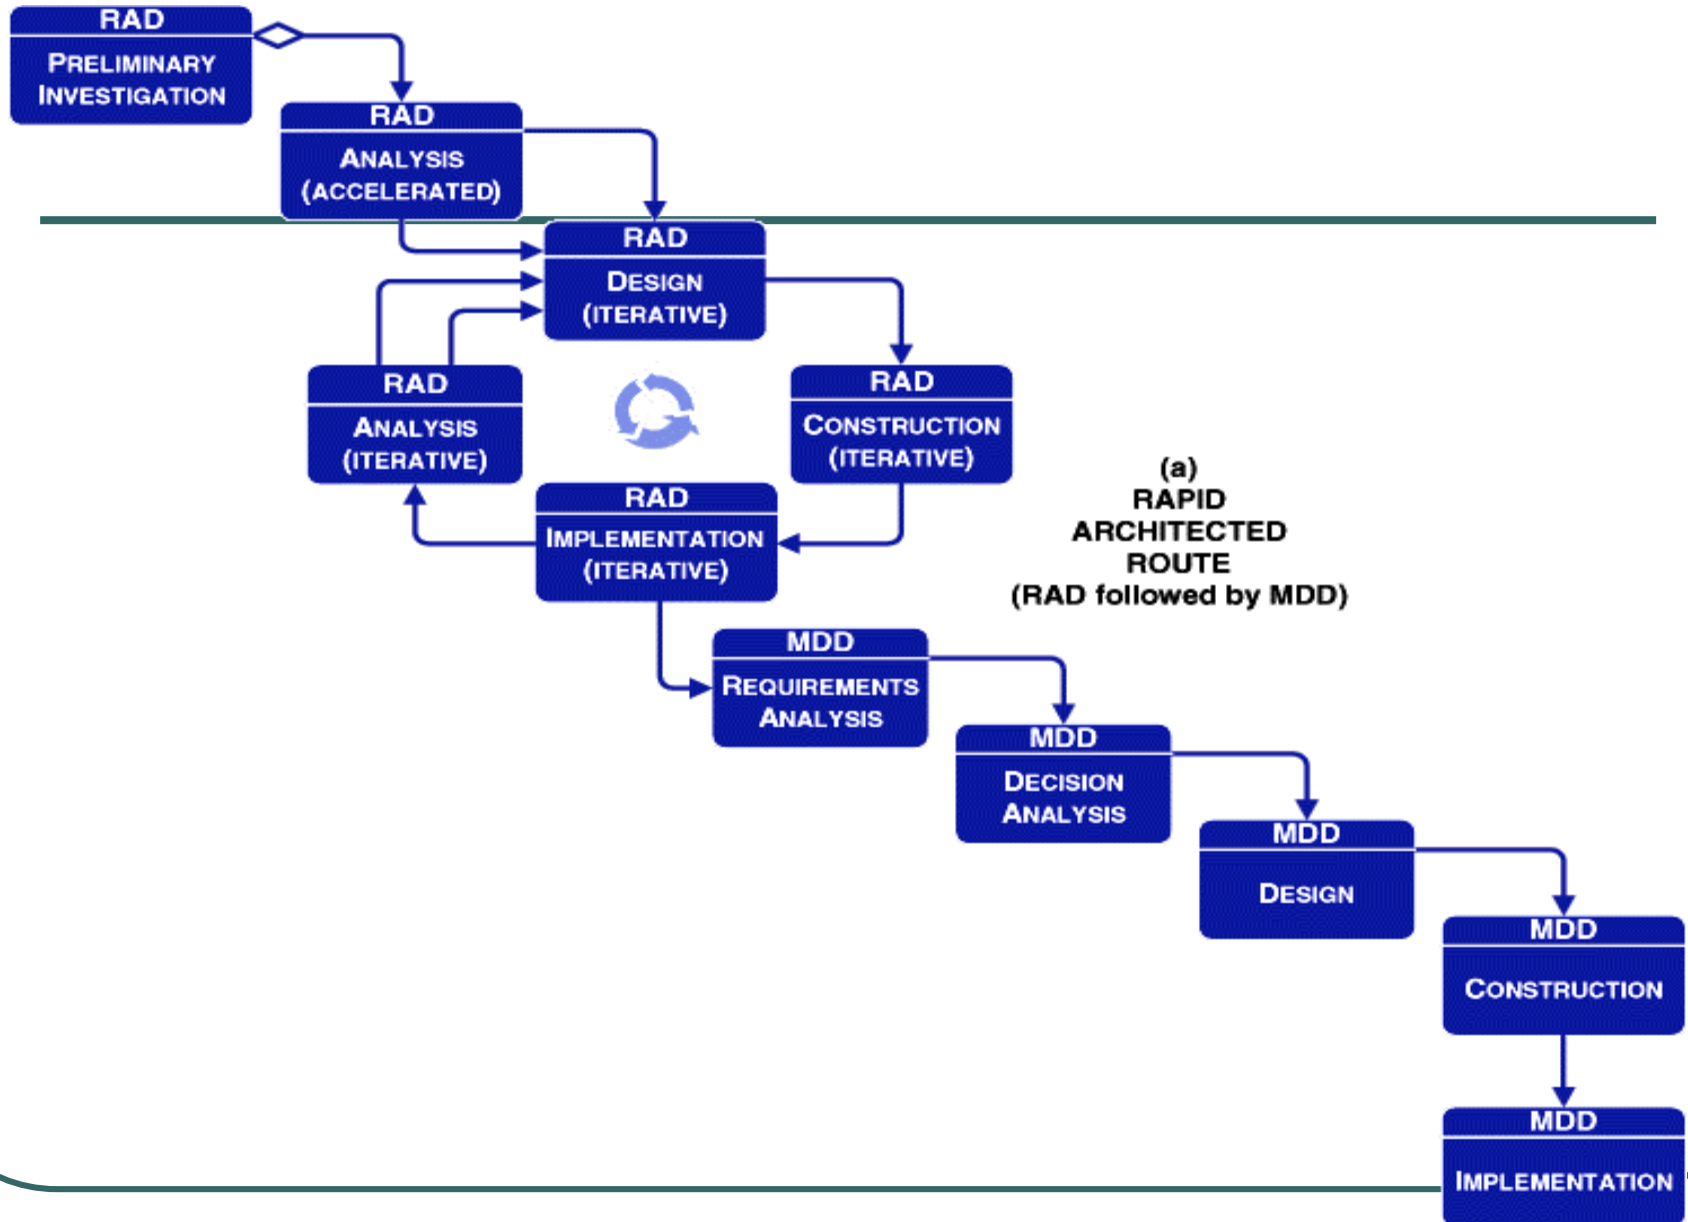 RAD
PRELIMINARY
INVESTIGATION
RAD
ANALYSIS
(ACCELERATED)
RAD
DESIGN
(ITERATIVE)
RAD
ANALYSIS
(ITERATIVE)
RAD
CONSTRUCTION
(ITERATIVE)
RAD
IMPLEMENTATION
(ITERATIVE)
(a)
RAPID
ARCHITECTED
ROUTE
(RAD followed by MDD)
MDD
REQUIREMENTS
ANALYSIS
MDD
DECISION
ANALYSIS
MDD
DESIGN
MDD
CONSTRUCTION
MDD
IMPLEMENTATION